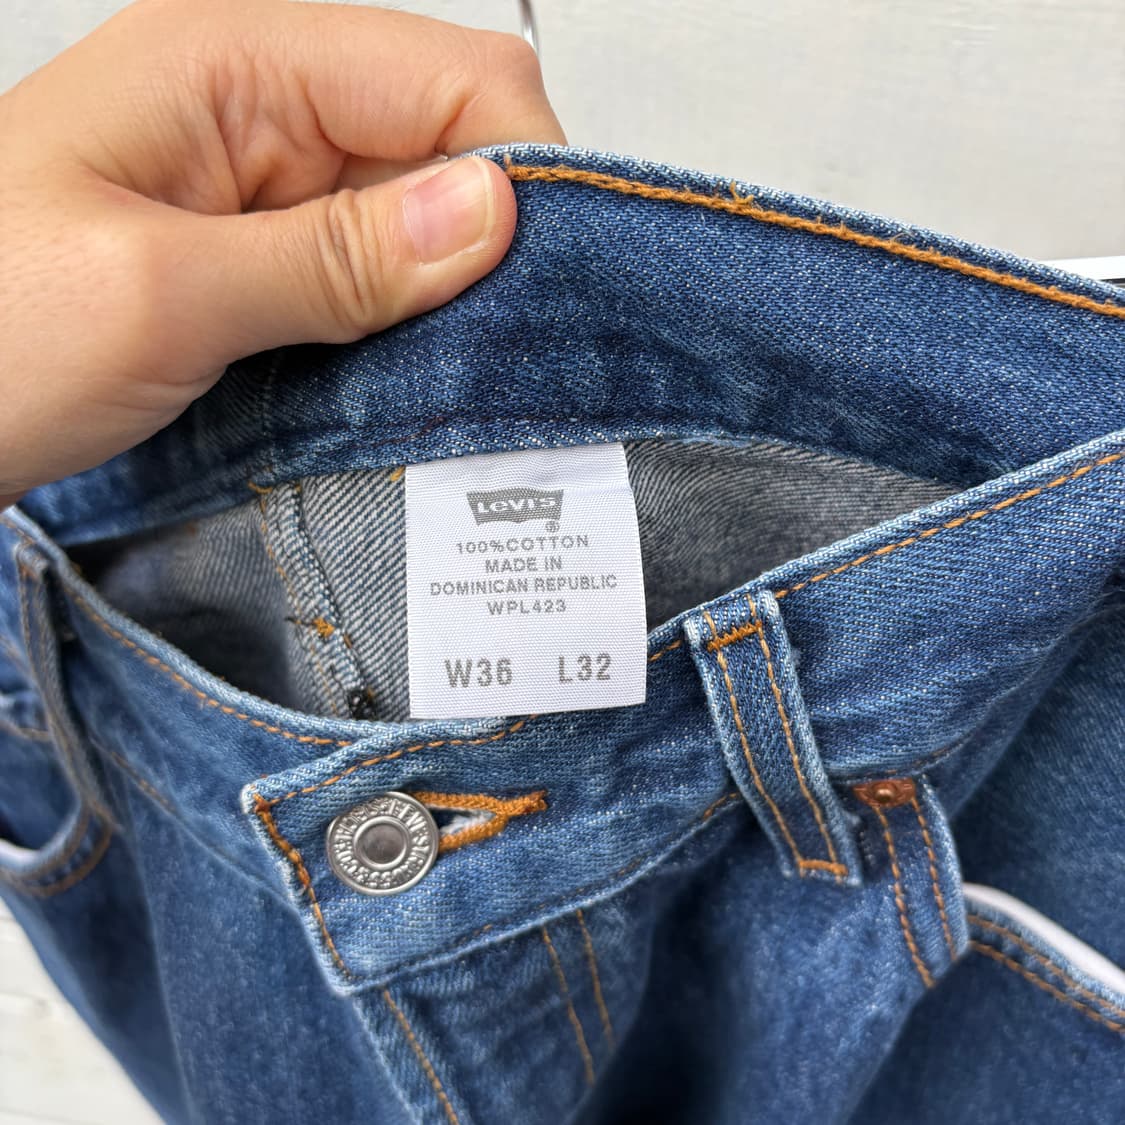 Levi's
®
100%COTTON
MADE IN
DOMINICAN REPUBLIC
WPL423
W36 L32